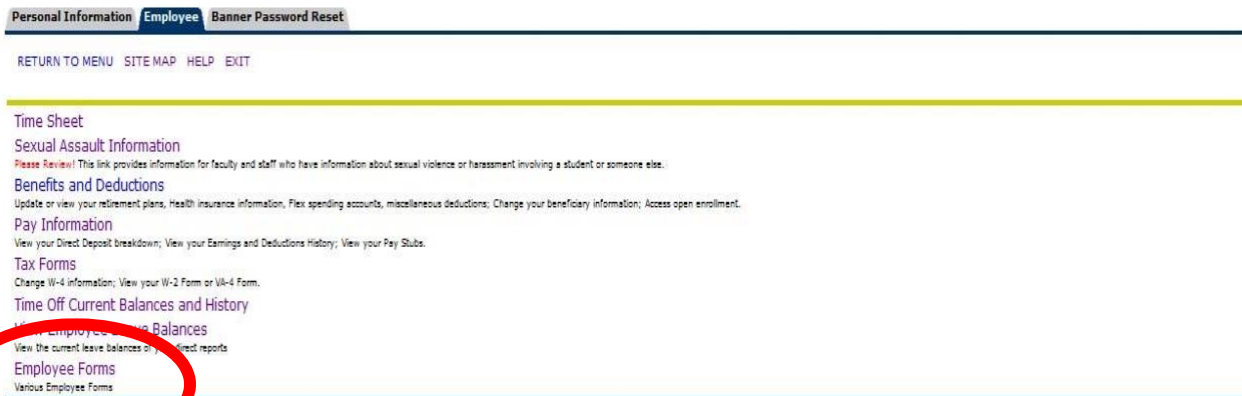 Personal Information Employee Banner Password Reset
RETURN TO MENU SITE MAP HELP EXIT
Time Sheet
Sexual Assault Information
Please Review! This link provides information for faculty and staff who have information about sexual violence or harassment involving a student or someone else.
Benefits and Deductions
Update or view your retirement plans, Health insurance information, Flex spending accounts, miscellaneous deductions; Change your beneficiary information; Access open enrollment.
Pay Information
View your Direct Deposit breakdown; View your Earnings and Deductions History; View your Pay Stubs.
Tax Forms
Change W-4 information; View your W-2 Form or VA-4 Form.
Time Off Current Balances and History
View Employee Leave Balances
View the current leave balances of your direct reports
Employee Forms
Various Employee Forms